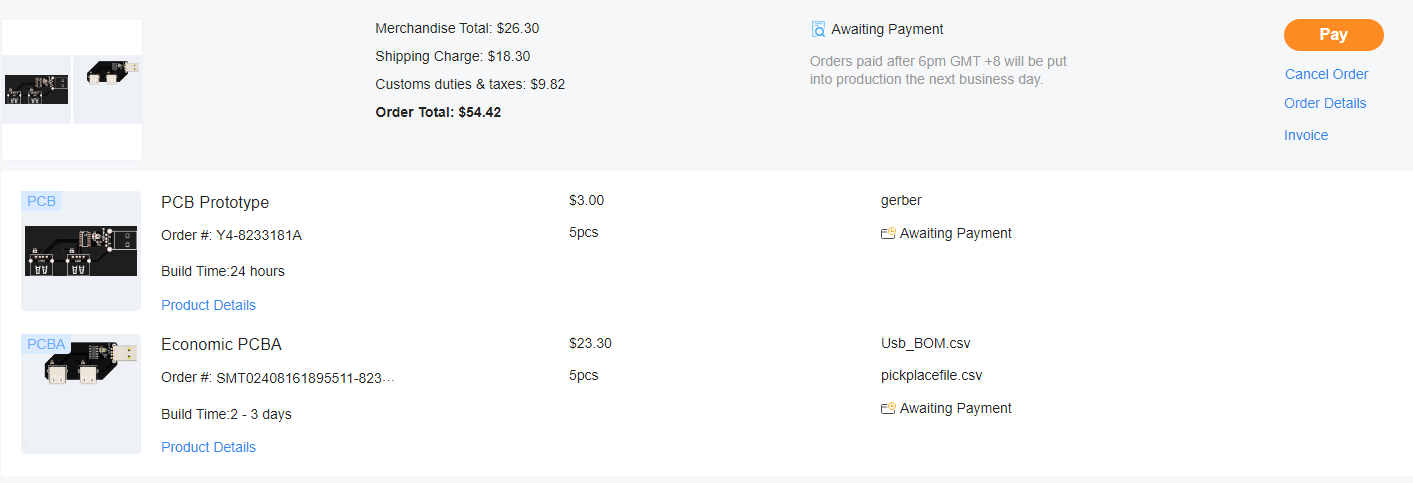 Merchandise Total: $26.30
Shipping Charge: $18.30
Customs duties & taxes: $9.82
Order Total: $54.42
Awaiting Payment
Orders paid after 6pm GMT +8 will be put
into production the next business day.
Pay
Cancel Order
Order Details
Invoice
PCB
PCB Prototype
Order #: Y4-8233181A
Build Time:24 hours
Product Details
$3.00
5pcs
gerber
Awaiting Payment
PCBA
Economic PCBA
Order #: SMT02408161895511-823...
Build Time:2 - 3 days
Product Details
$23.30
5pcs
Usb_BOM.csv
pickplacefile.csv
Awaiting Payment